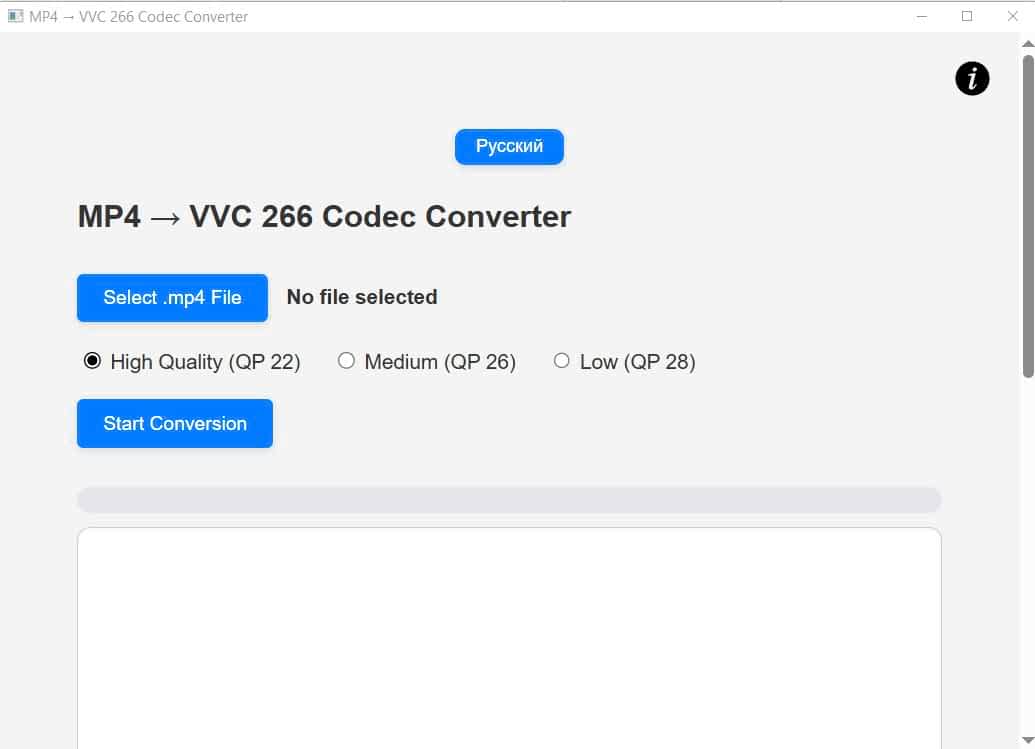 MP4 → VVC 266 Codec Converter
i
Русский
MP4 → VVC 266 Codec Converter
Select .mp4 File No file selected
High Quality (QP 22) Medium (QP 26) Low (QP 28)
Start Conversion